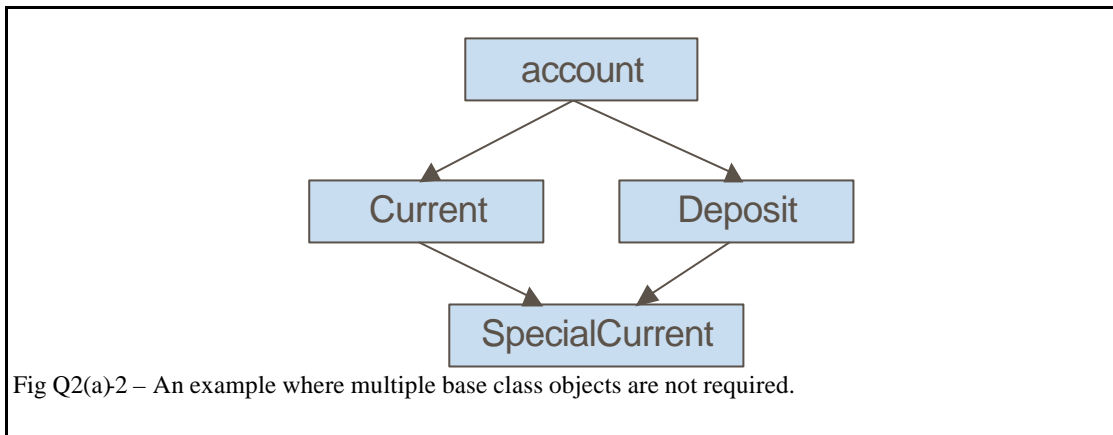 account
Current Deposit
SpecialCurrent
Fig Q2(a)-2 – An example where multiple base class objects are not required.